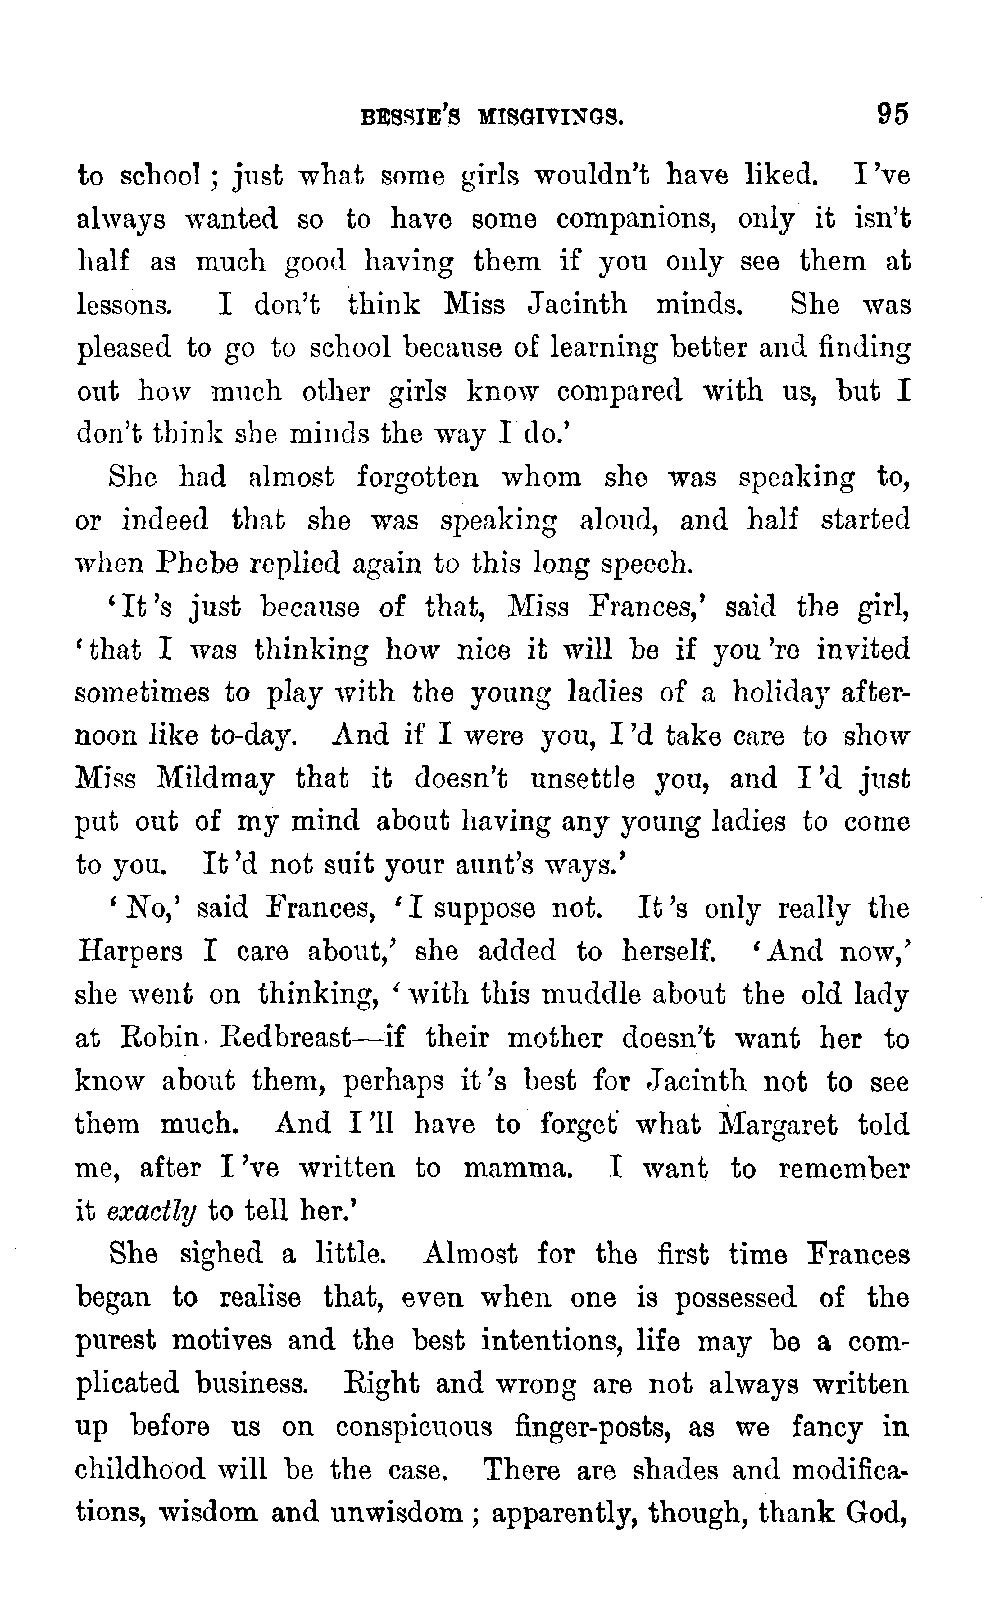 BESSIE'S MISGIVINGS. 95
to school ; just what some girls wouldn't have liked. I 've
always wanted so to have some companions, only it isn't
half as much good having them if you only see them at
lessons. I don't think Miss Jacinth minds. She was
pleased to go to school because of learning better and finding
out how much other girls know compared with us, but I
don't think she minds the way I do.'
She had almost forgotten whom she was speaking to,
or indeed that she was speaking aloud, and half started
when Phebe replied again to this long speech.
'It 's just because of that, Miss Frances,' said the girl,
'that I was thinking how nice it will be if you 're invited
sometimes to play with the young ladies of a holiday after-
noon like to-day. And if I were you, I 'd take care to show
Miss Mildmay that it doesn't unsettle you, and I 'd just
put out of my mind about having any young ladies to come
to you. It 'd not suit your aunt's ways.'
'No,' said Frances, 'I suppose not. It 's only really the
Harpers I care about,' she added to herself. 'And now,'
she went on thinking, 'with this muddle about the old lady
at Robin Redbreast—if their mother doesn't want her to
know about them, perhaps it 's best for Jacinth not to see
them much. And I 'll have to forget what Margaret told
me, after I 've written to mamma. I want to remember
it exactly to tell her.'
She sighed a little. Almost for the first time Frances
began to realise that, even when one is possessed of the
purest motives and the best intentions, life may be a com-
plicated business. Right and wrong are not always written
up before us on conspicuous finger-posts, as we fancy in
childhood will be the case. There are shades and modifica-
tions, wisdom and unwisdom ; apparently, though, thank God,